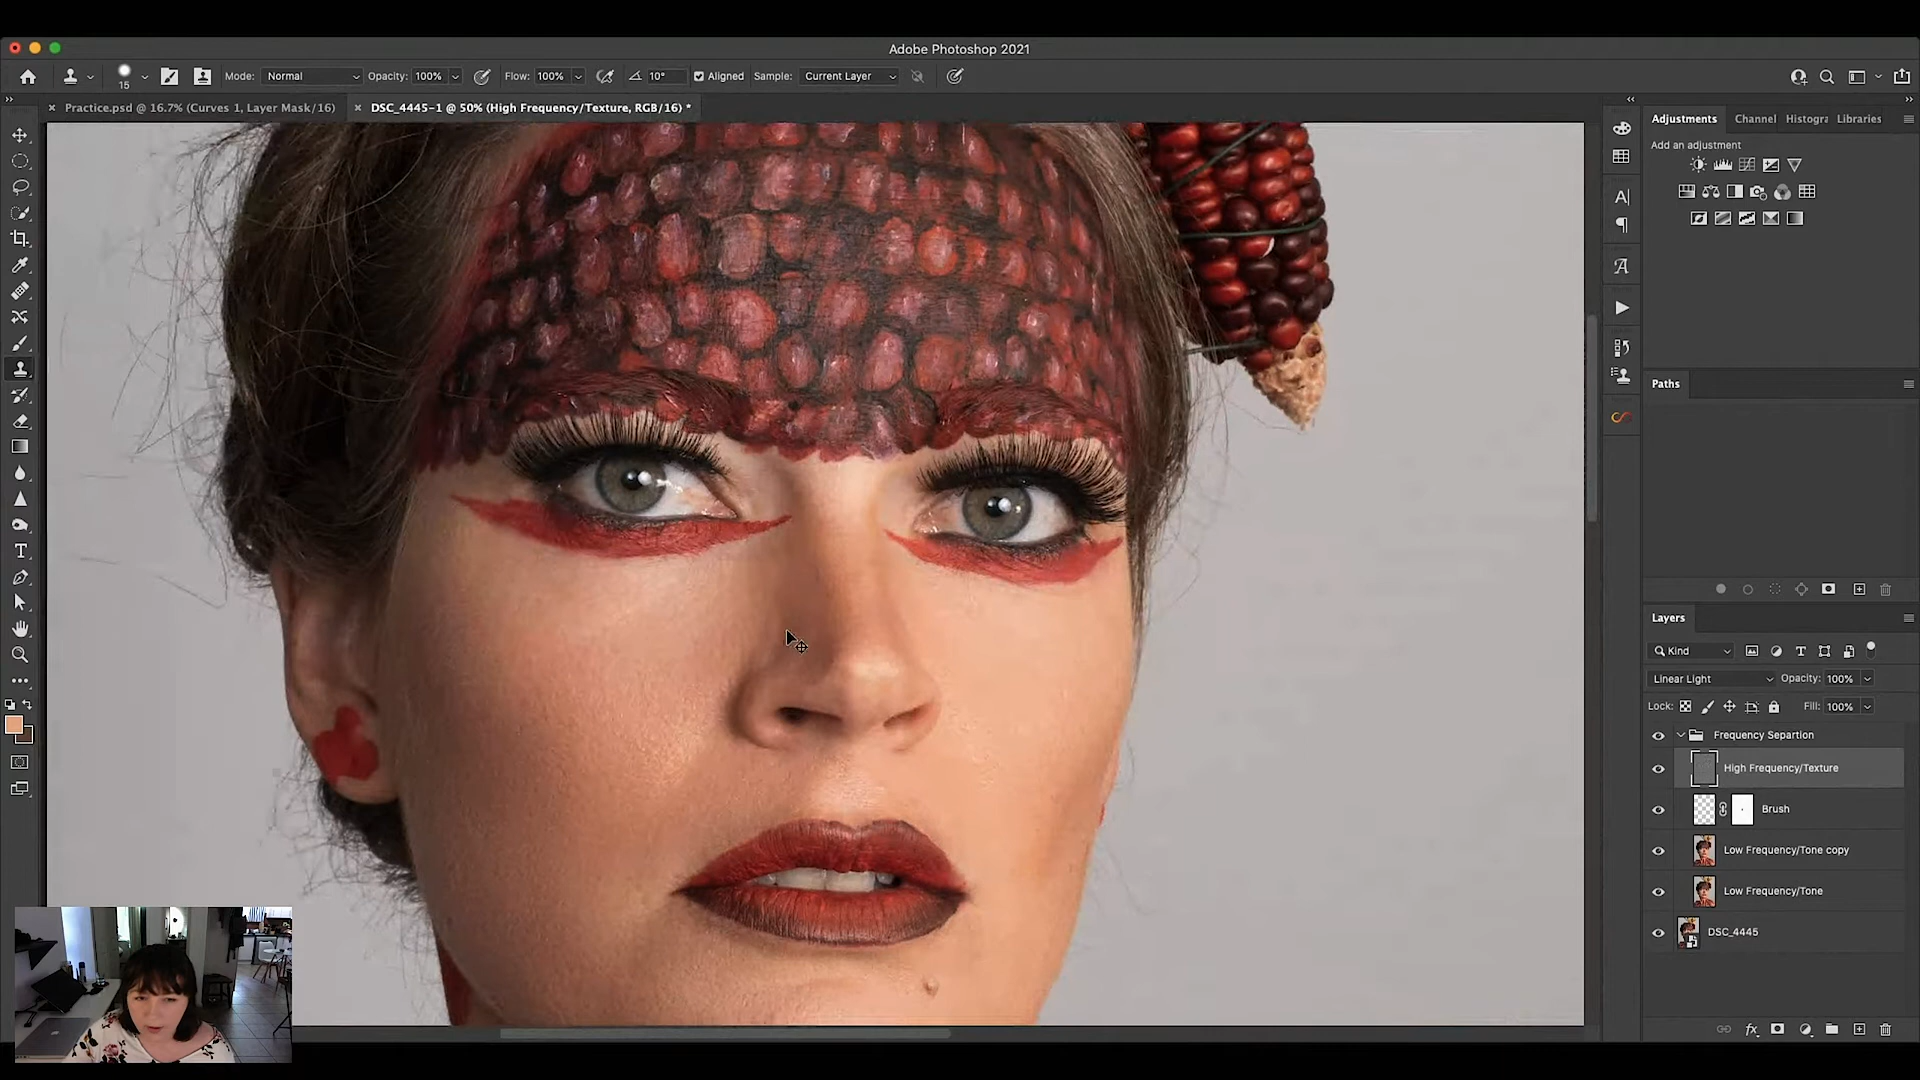 Adobe Photoshop 2021
15
Mode: Normal
Opacity: 100%
Flow: 100%
10°
Aligned
Sample: Current Layer
Practice.psd @ 16.7% (Curves 1, Layer Mask/16)
DSC_4445-1 @ 50% (High Frequency/Texture, RGB/16) *
Adjustments
Channel
Histogra
Libraries
Add an adjustment
Paths
Layers
Kind
Linear Light
Opacity: 100%
Lock:
Fill: 100%
Frequency Separtion
High Frequency/Texture
Brush
Low Frequency/Tone copy
Low Frequency/Tone
DSC_4445